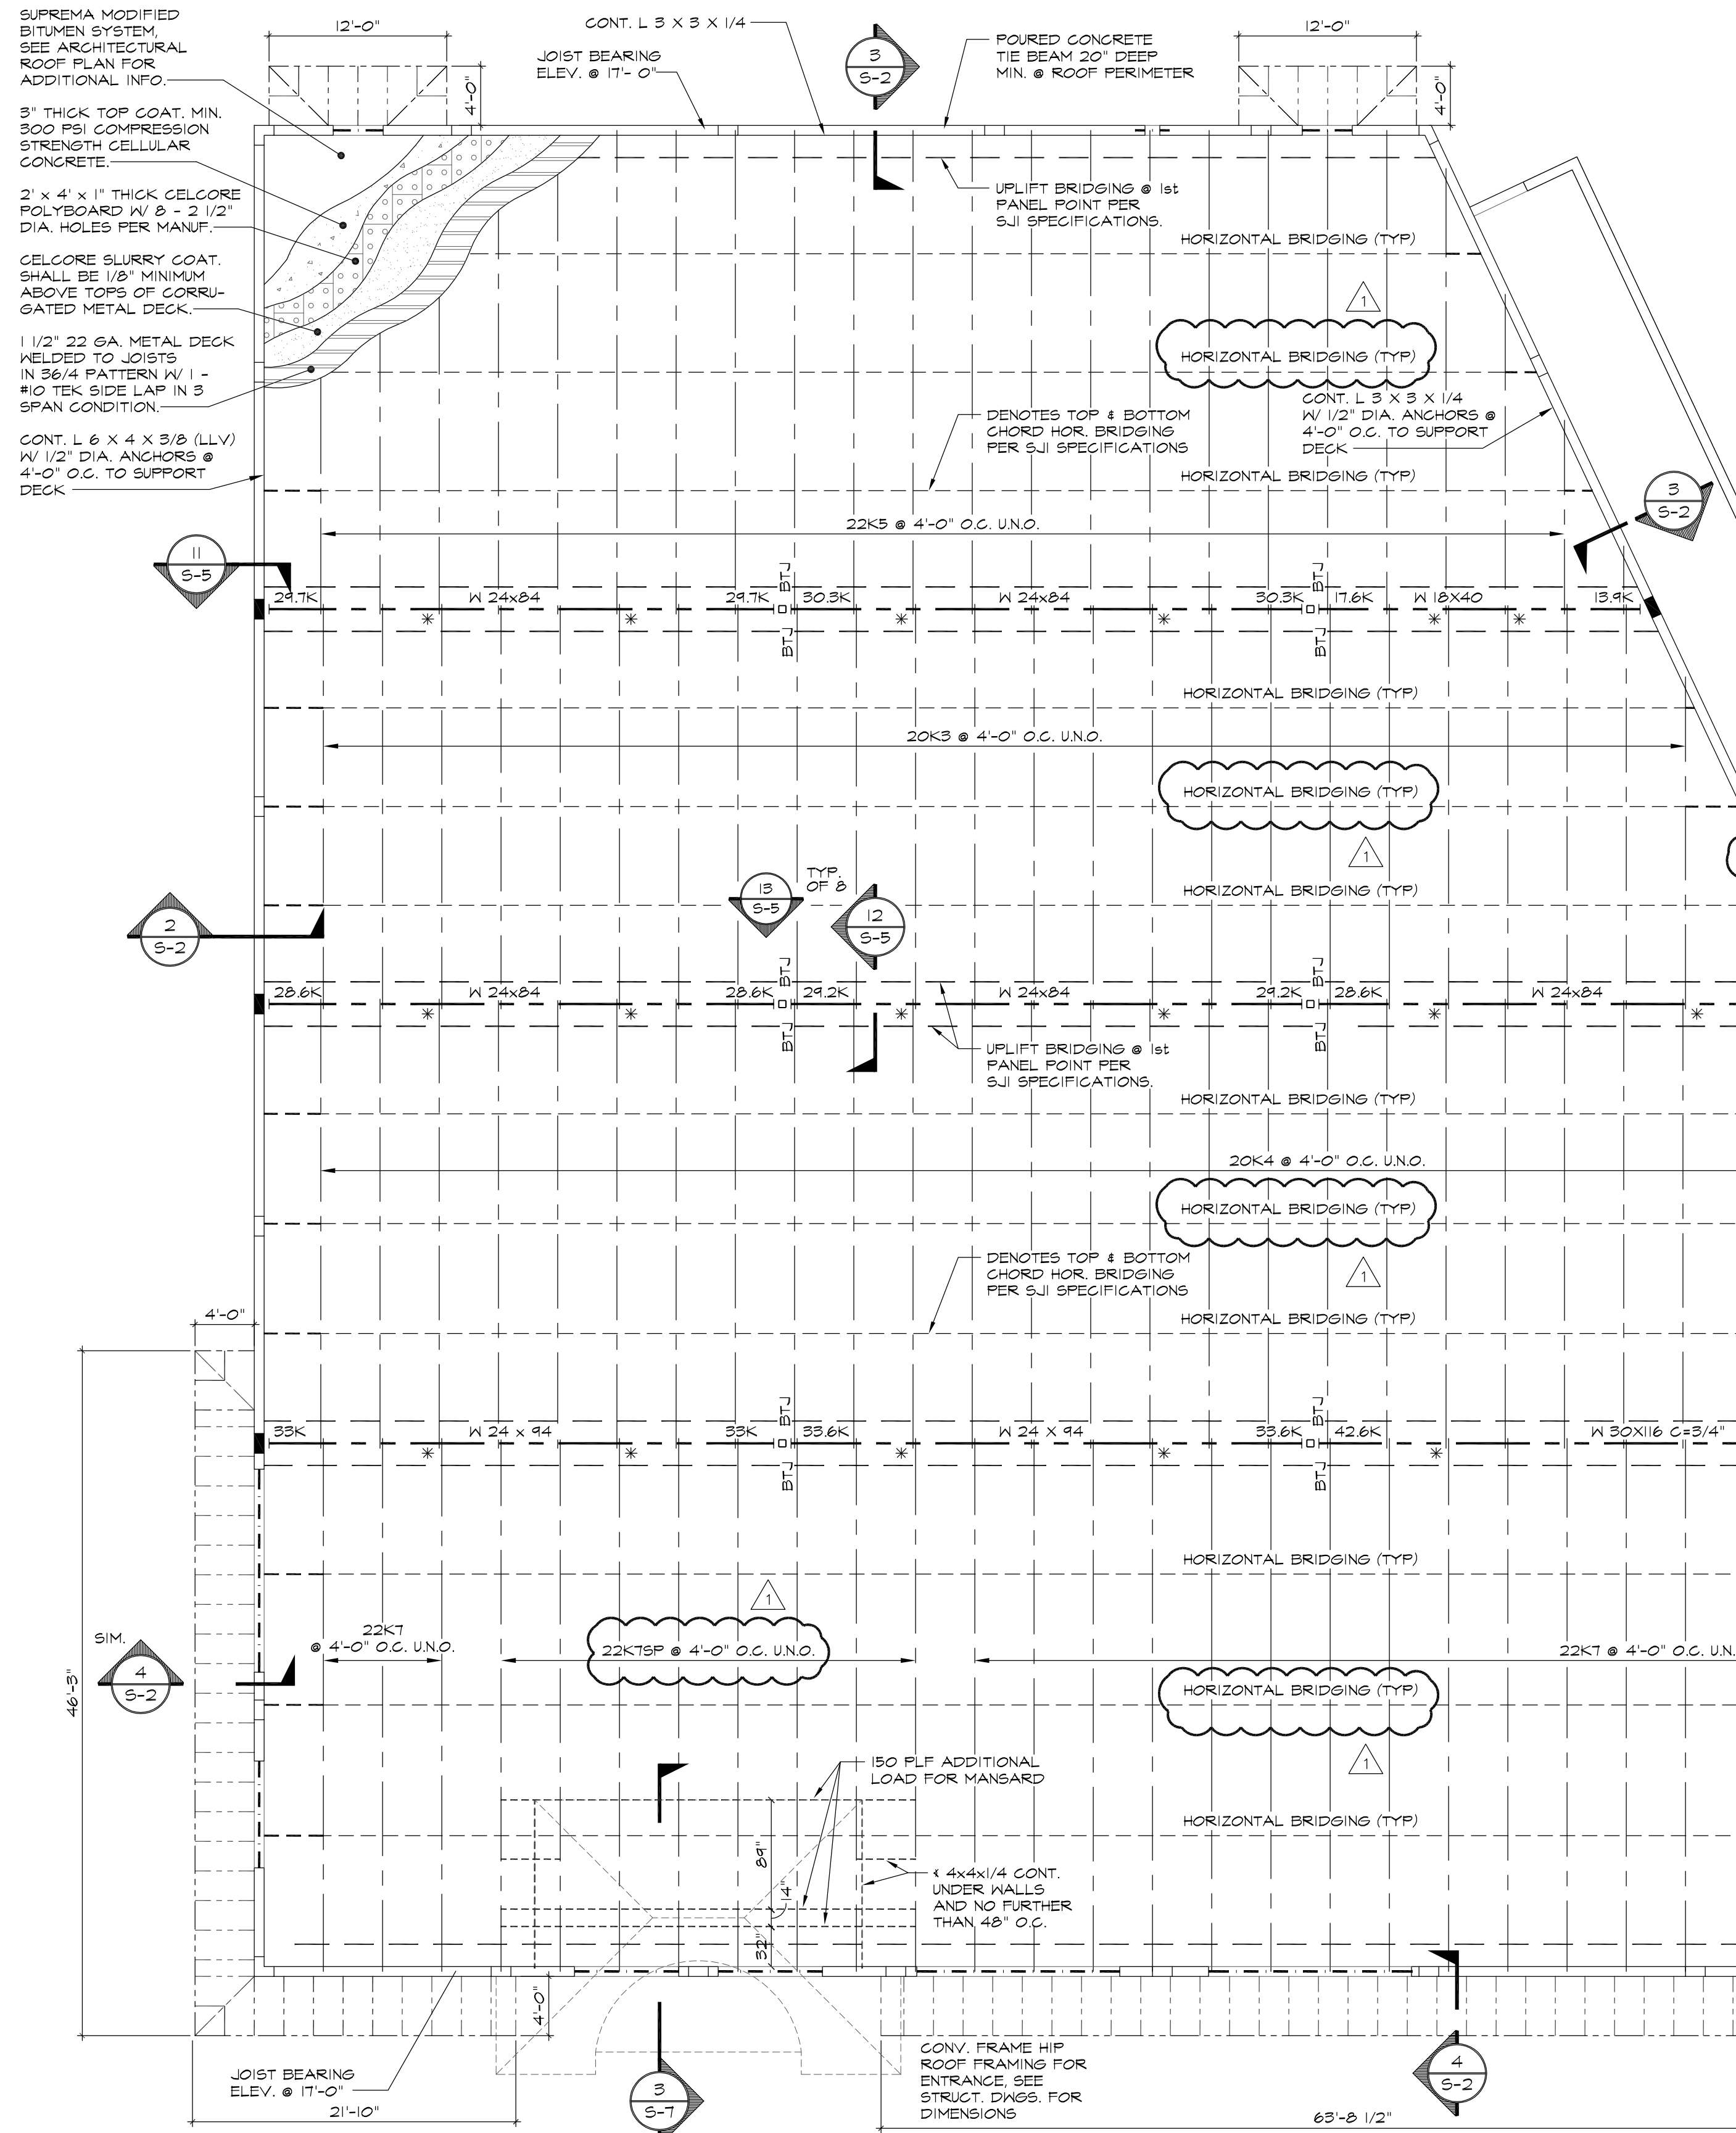 SUPREMA MODIFIED
BITUMEN SYSTEM,
SEE ARCHITECTURAL
ROOF PLAN FOR
ADDITIONAL INFO.
3" THICK TOP COAT. MIN.
300 PSI COMPRESSION
STRENGTH CELLULAR
CONCRETE.
2' x 4' x 1" THICK CELCORE
POLYBOARD W/ 8 - 2 1/2"
DIA. HOLES PER MANUF.
CELCORE SLURRY COAT.
SHALL BE 1/8" MINIMUM
ABOVE TOPS OF CORRU-
GATED METAL DECK.
1 1/2" 22 GA. METAL DECK
WELDED TO JOISTS
IN 36/4 PATTERN W/ 1 -
#10 TEK SIDE LAP IN 3
SPAN CONDITION.
CONT. L 6 X 4 X 3/8 (LLV)
W/ 1/2" DIA. ANCHORS @
4'-0" O.C. TO SUPPORT
DECK
12'-0"
4'-0"
CONT. L 3 X 3 X 1/4
JOIST BEARING
ELEV. @ 17'- 0"
3
S-2
POURED CONCRETE
TIE BEAM 20" DEEP
MIN. @ ROOF PERIMETER
12'-0"
4'-0"
UPLIFT BRIDGING @ 1st
PANEL POINT PER
SJI SPECIFICATIONS.
HORIZONTAL BRIDGING (TYP)
1
HORIZONTAL BRIDGING (TYP)
CONT. L 3 X 3 X 1/4
W/ 1/2" DIA. ANCHORS @
4'-0" O.C. TO SUPPORT
DECK
DENOTES TOP & BOTTOM
CHORD HOR. BRIDGING
PER SJI SPECIFICATIONS
HORIZONTAL BRIDGING (TYP)
3
S-2
22K5 @ 4'-0" O.C. U.N.O.
11
S-5
BTJ
BTJ
29.7K
W 24x84
29.7K
30.3K
W 24x84
30.3K
17.6K
W 18X40
13.9K
BTJ
BTJ
HORIZONTAL BRIDGING (TYP)
20K3 @ 4'-0" O.C. U.N.O.
HORIZONTAL BRIDGING (TYP)
1
13
S-5
TYP.
OF 8
12
S-5
HORIZONTAL BRIDGING (TYP)
2
S-2
BTJ
BTJ
28.6K
W 24x84
28.6K
29.2K
W 24x84
29.2K
28.6K
W 24x84
BTJ
BTJ
UPLIFT BRIDGING @ 1st
PANEL POINT PER
SJI SPECIFICATIONS.
HORIZONTAL BRIDGING (TYP)
20K4 @ 4'-0" O.C. U.N.O.
HORIZONTAL BRIDGING (TYP)
1
DENOTES TOP & BOTTOM
CHORD HOR. BRIDGING
PER SJI SPECIFICATIONS
HORIZONTAL BRIDGING (TYP)
4'-0"
BTJ
BTJ
33K
W 24 x 94
33K
33.6K
W 24 X 94
33.6K
42.6K
W 30X116 C=3/4"
BTJ
BTJ
HORIZONTAL BRIDGING (TYP)
1
22K7
@ 4'-0" O.C. U.N.O.
22K7SP @ 4'-0" O.C. U.N.O.
22K7 @ 4'-0" O.C. U.N.
SIM.
4
S-2
46'-3"
HORIZONTAL BRIDGING (TYP)
1
150 PLF ADDITIONAL
LOAD FOR MANSARD
HORIZONTAL BRIDGING (TYP)
89"
14"
32"
4x4x1/4 CONT.
UNDER WALLS
AND NO FURTHER
THAN 48" O.C.
4'-0"
JOIST BEARING
ELEV. @ 17'-0"
21'-10"
3
S-7
CONV. FRAME HIP
ROOF FRAMING FOR
ENTRANCE, SEE
STRUCT. DWGS. FOR
DIMENSIONS
4
S-2
63'-8 1/2"